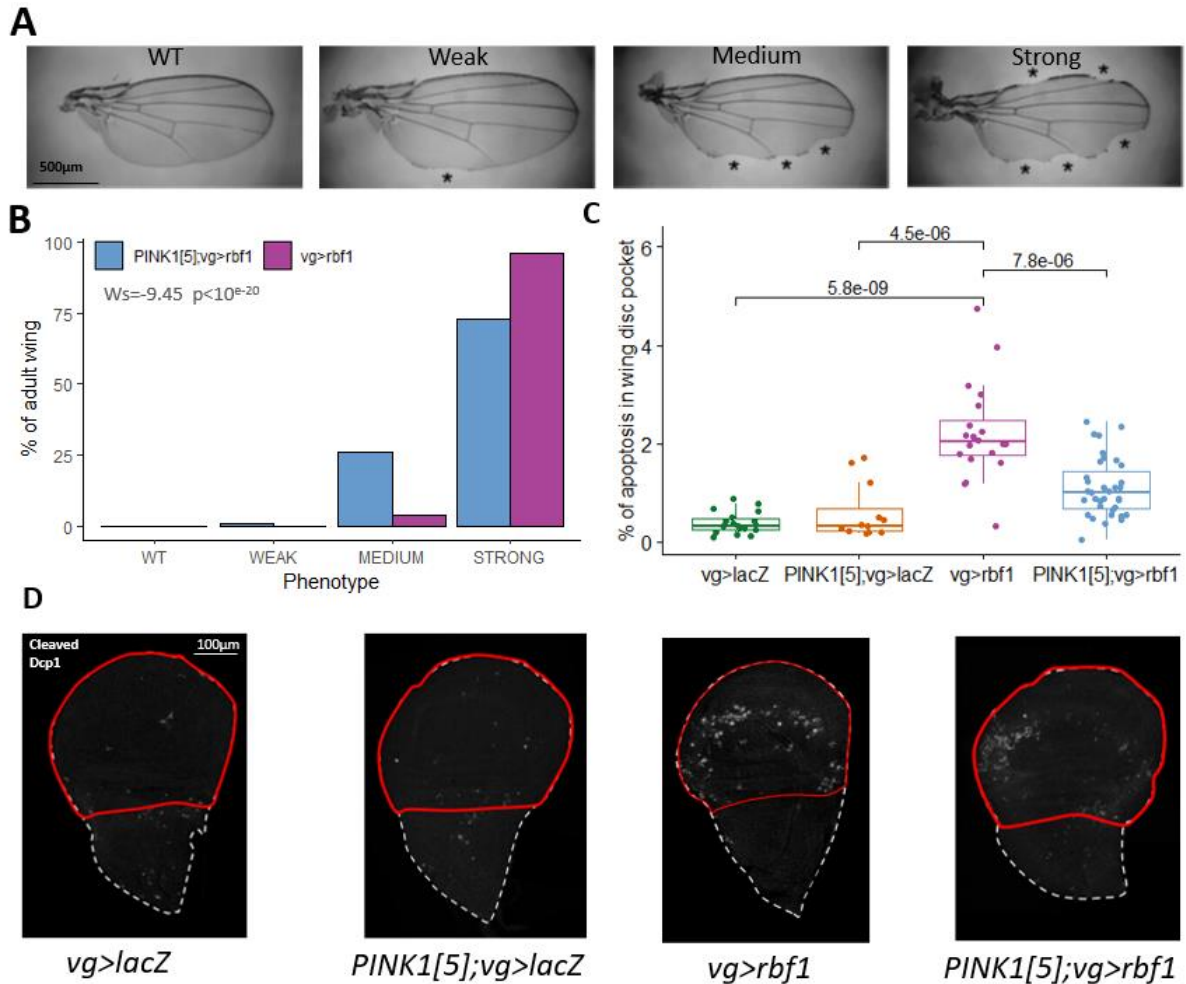 A
WT
Weak
Medium
Strong
500µm
*
* * *
* * * * *
B
PINK1[5];vg>rbf1
vg>rbf1
Ws=-9.45 p<10e-20
% of adult wing
100
75
50
25
0
WT
WEAK
MEDIUM
STRONG
Phenotype
C
% of apoptosis in wing disc pocket
6
4
2
0
4.5e-06
7.8e-06
5.8e-09
vg>lacZ
PINK1[5];vg>lacZ
vg>rbf1
PINK1[5];vg>rbf1
D
Cleaved
Dcp1
100µm
vg>lacZ
PINK1[5];vg>lacZ
vg>rbf1
PINK1[5];vg>rbf1